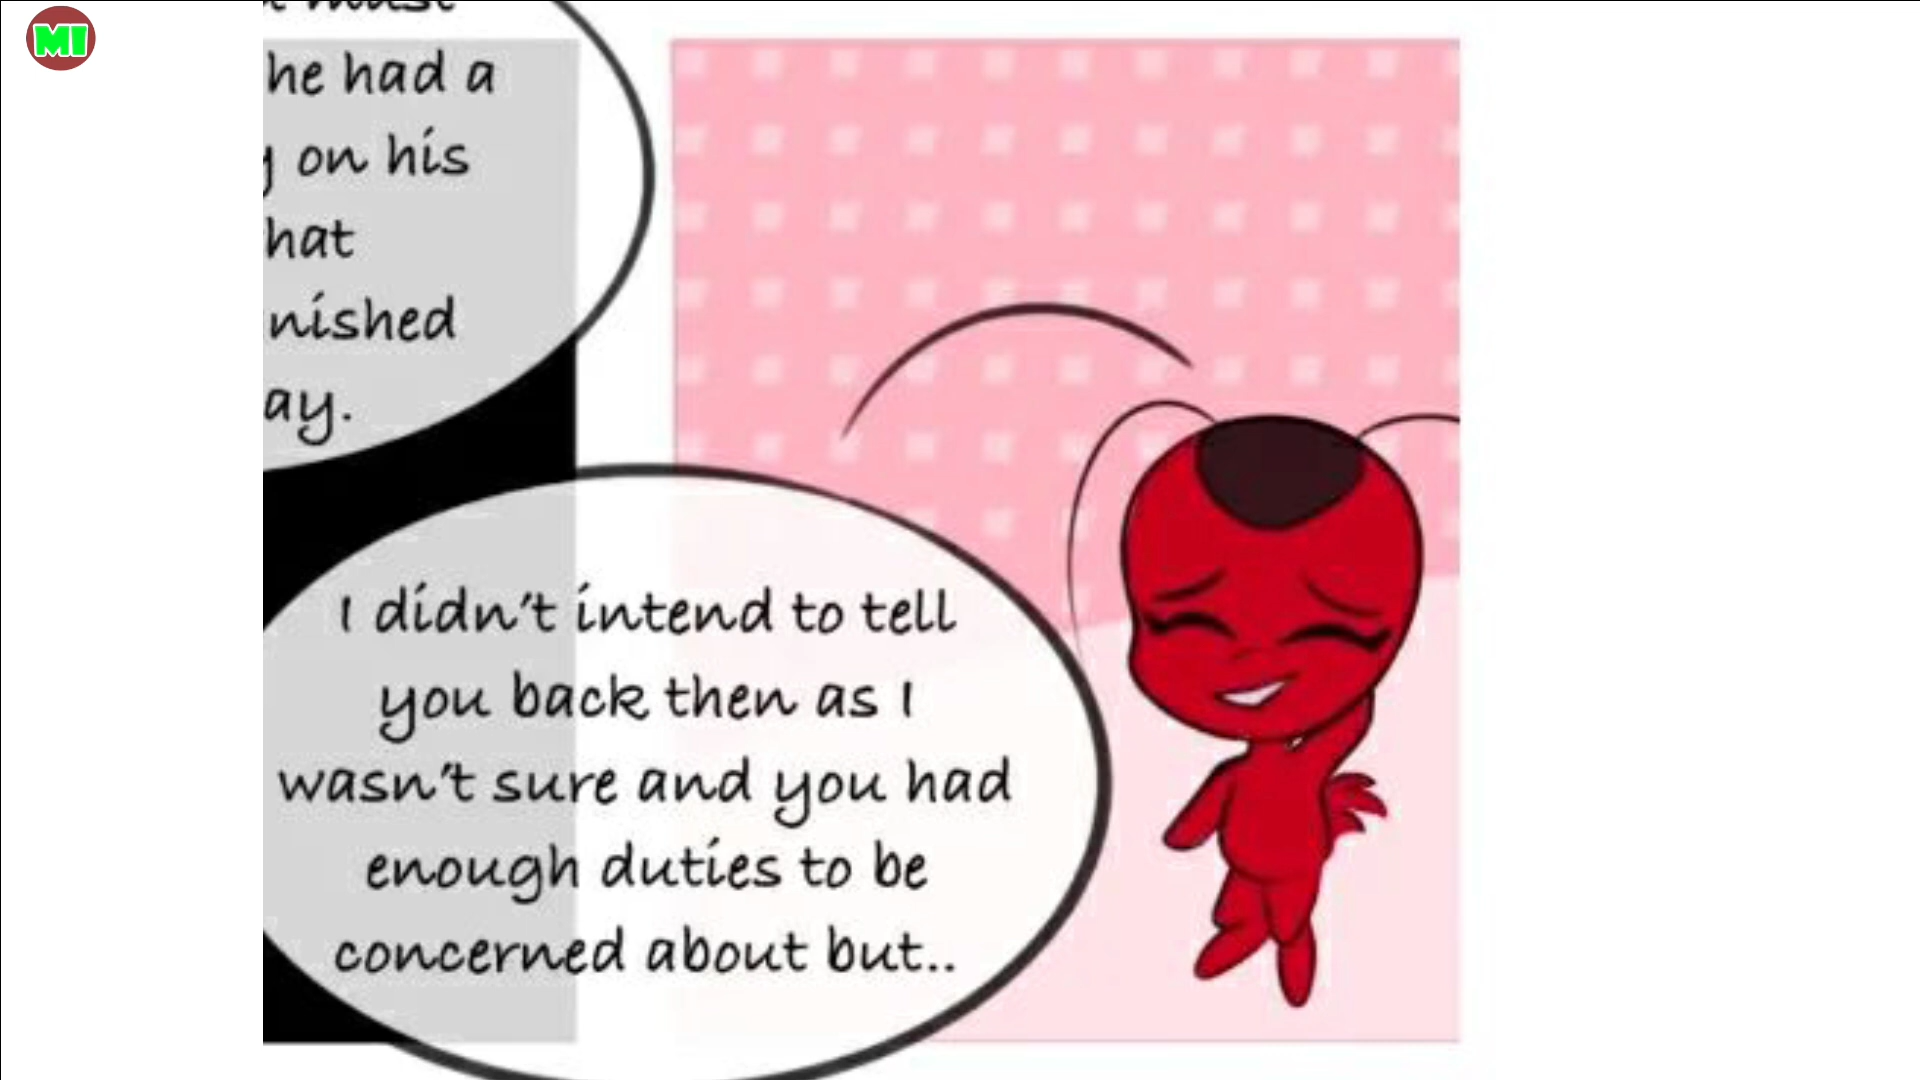 MI
he had a
on his
hat
nished
ay.
I didn't intend to tell
you back then as I
wasn't sure and you had
enough duties to be
concerned about but..